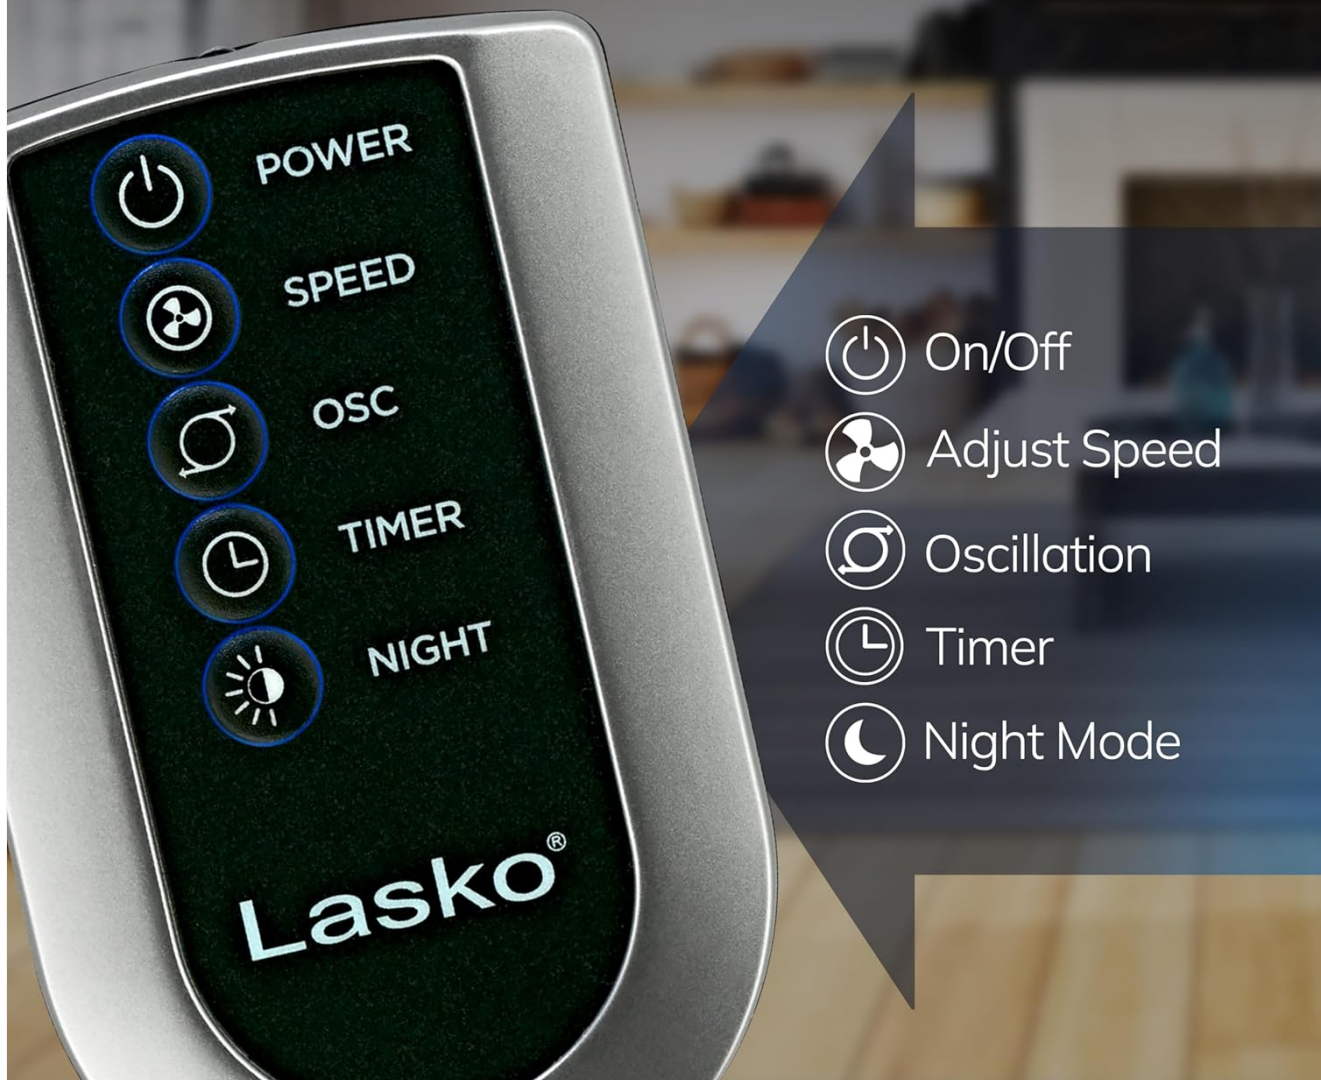 POWER
SPEED
OSC
TIMER
NIGHT
Lasko®
On/Off
Adjust Speed
Oscillation
Timer
Night Mode